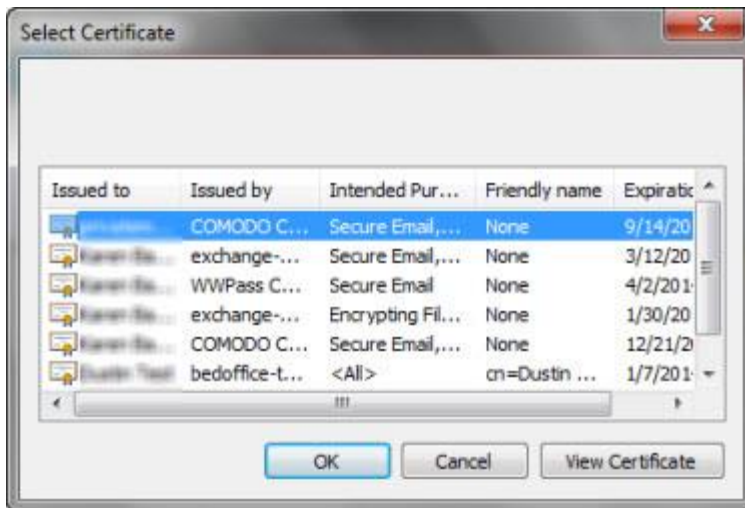 Select Certificate
Issued to Issued by Intended Pur... Friendly name Expiratic
COMODO C... Secure Email,... None 9/14/20
exchange-... Secure Email,... None 3/12/20
WWPass C... Secure Email None 4/2/201
exchange-... Encrypting Fil... None 1/30/20
COMODO C... Secure Email,... None 12/21/2
bedoffice-t... <All> cn=Dustin ... 1/7/201
OK Cancel View Certificate